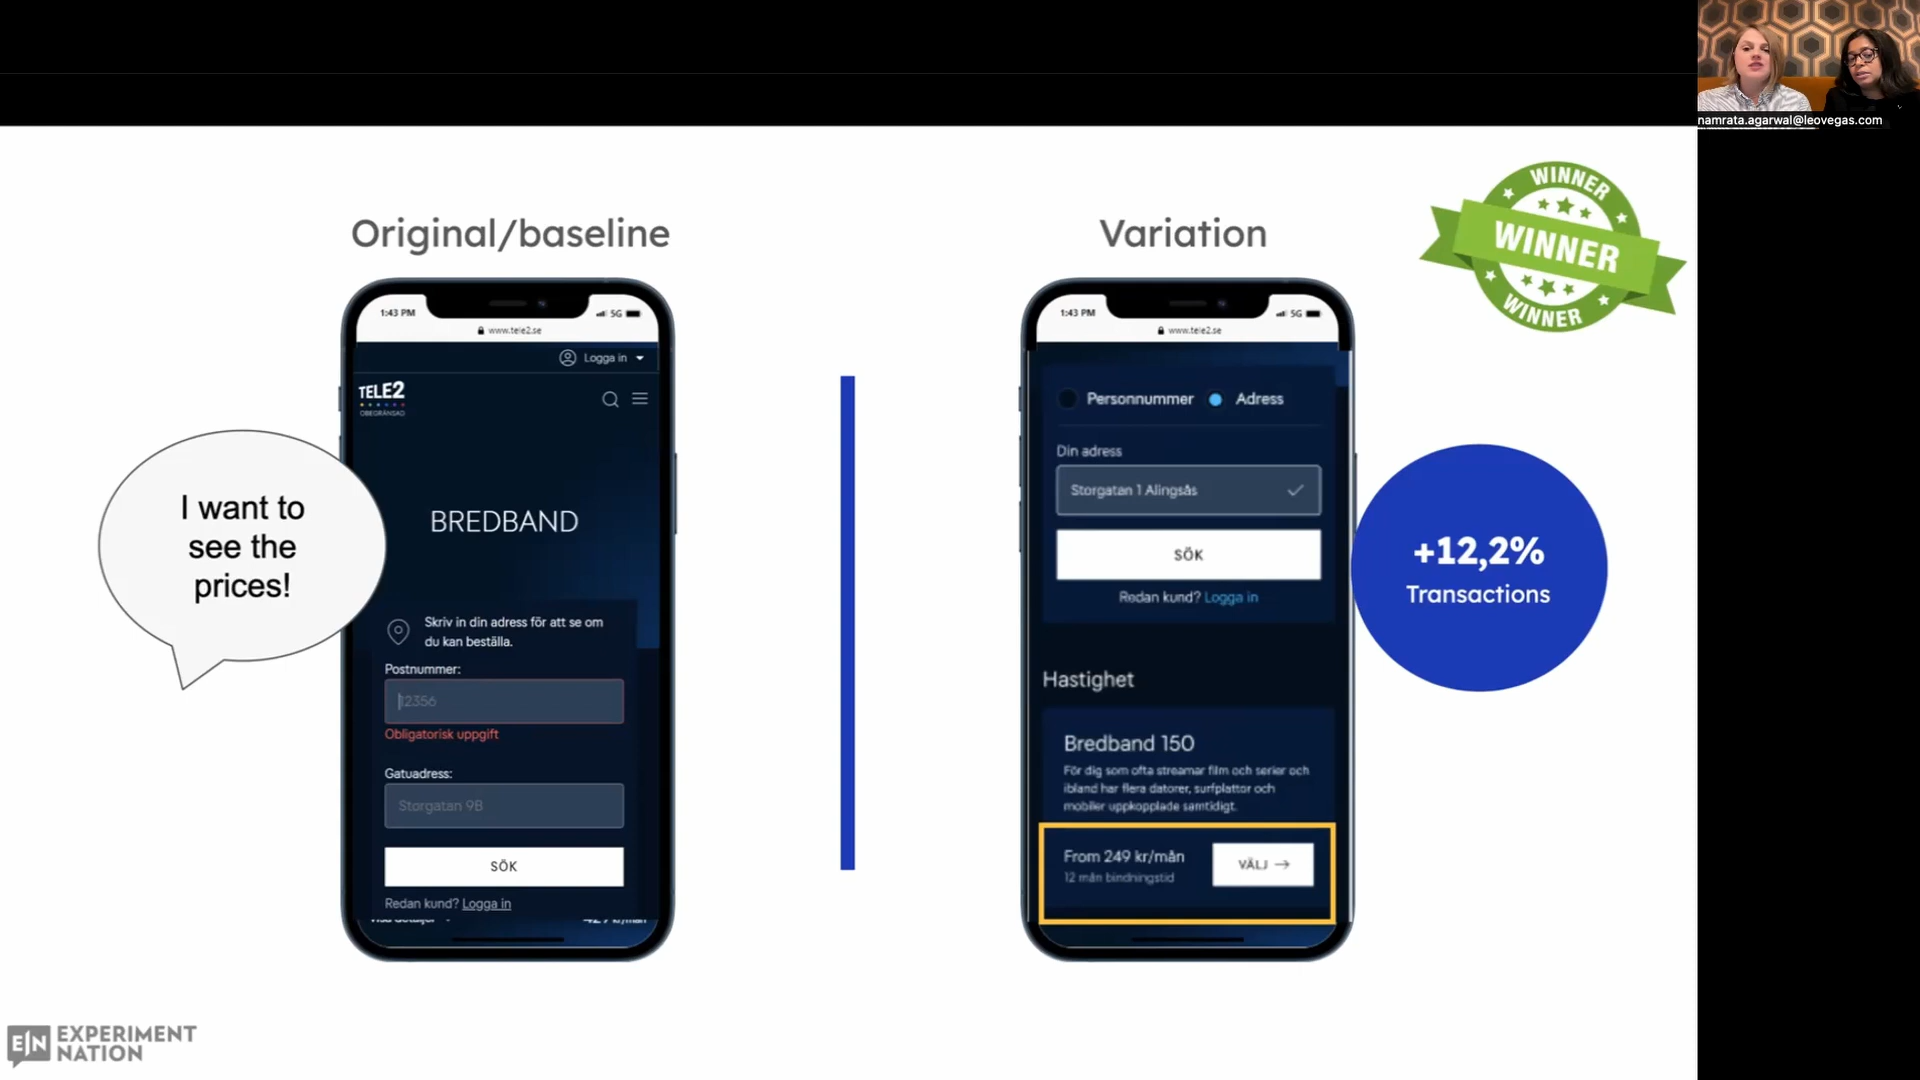 namrata.agarwal@leovegas.com
Original/baseline
Variation
WINNER
WINNER
WINNER
1:43 PM
5G
www.tele2.se
Logga in
TELE2
OBEGRÄNSAD
I want to
see the
prices!
BREDBAND
Skriv in din adress för att se om
du kan beställa.
Postnummer:
12356
Obligatorisk uppgift
Gatuadress:
Storgatan 9B
SÖK
Redan kund? Logga in
1:43 PM
5G
www.tele2.se
Personnummer
Adress
Din adress
Storgatan 1 Alingsås
SÖK
Redan kund? Logga in
Hastighet
Bredband 150
För dig som ofta streamar film och serier och
ibland har flera datorer, surfplattor och
mobiler uppkopplade samtidigt.
From 249 kr/mån
12 mån bindningstid
VÄLJ →
+12,2%
Transactions
E|N EXPERIMENT
NATION